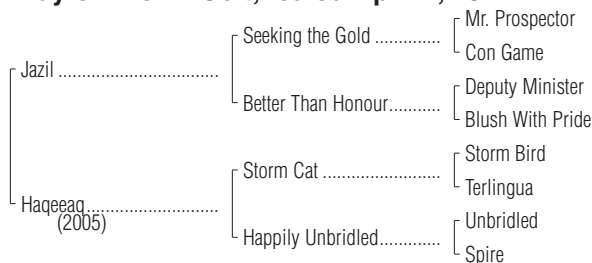 Mr. Prospector
Seeking the Gold ..............
Con Game
Jazil ..................................
Deputy Minister
Better Than Honour...........
Blush With Pride
Storm Bird
Storm Cat .........................
Terlingua
Haqeeaq............................
(2005)
Unbridled
Happily Unbridled.............
Spire